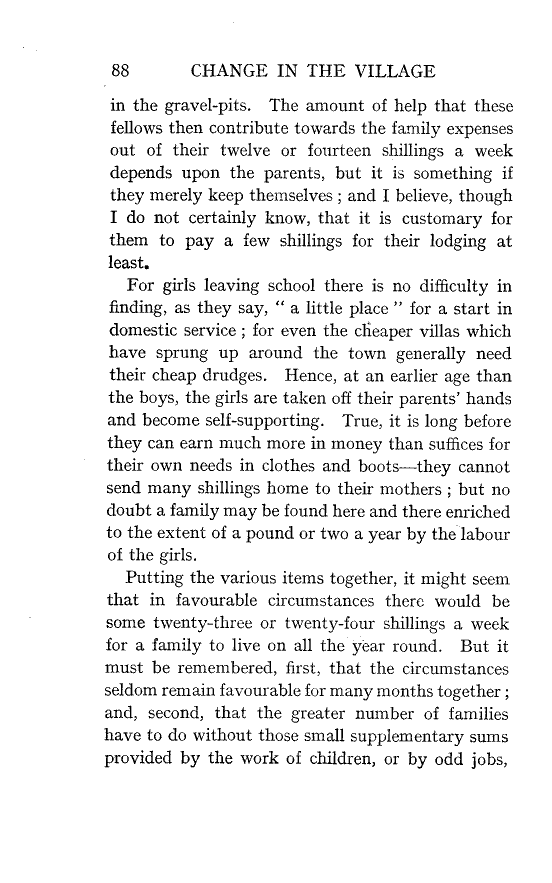 88 CHANGE IN THE VILLAGE
in the gravel-pits. The amount of help that these
fellows then contribute towards the family expenses
out of their twelve or fourteen shillings a week
depends upon the parents, but it is something if
they merely keep themselves ; and I believe, though
I do not certainly know, that it is customary for
them to pay a few shillings for their lodging at
least.
For girls leaving school there is no difficulty in
finding, as they say, “ a little place ” for a start in
domestic service ; for even the cheaper villas which
have sprung up around the town generally need
their cheap drudges. Hence, at an earlier age than
the boys, the girls are taken off their parents’ hands
and become self-supporting. True, it is long before
they can earn much more in money than suffices for
their own needs in clothes and boots—they cannot
send many shillings home to their mothers ; but no
doubt a family may be found here and there enriched
to the extent of a pound or two a year by the labour
of the girls.
Putting the various items together, it might seem
that in favourable circumstances there would be
some twenty-three or twenty-four shillings a week
for a family to live on all the year round. But it
must be remembered, first, that the circumstances
seldom remain favourable for many months together ;
and, second, that the greater number of families
have to do without those small supplementary sums
provided by the work of children, or by odd jobs,